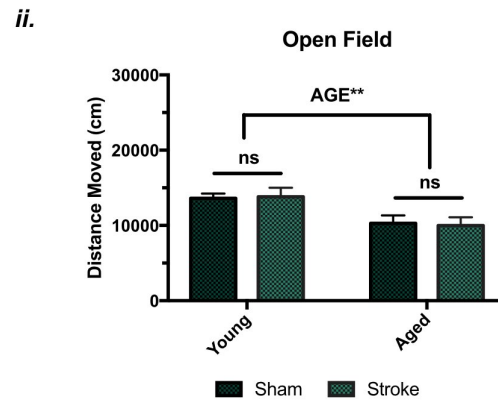 ii.
Open Field
30000
20000
10000
0
Distance Moved (cm)
AGE**
ns
ns
Young
Aged
Sham
Stroke